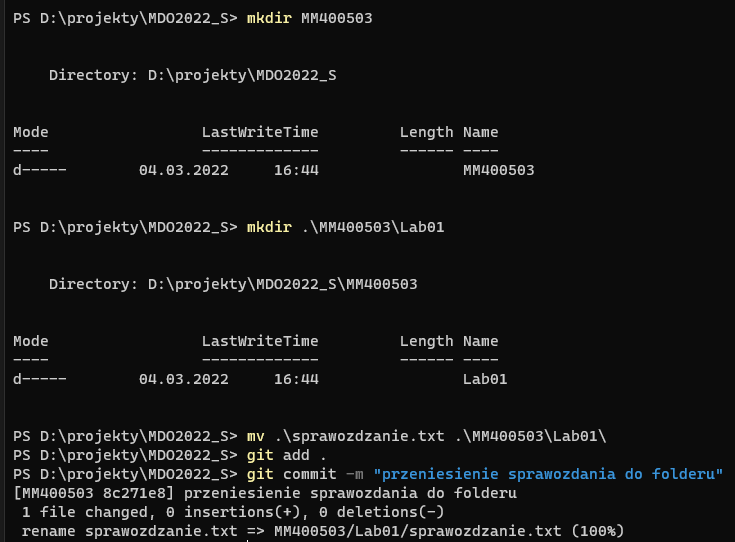 PS D:\projekty\MDO2022_S> mkdir MM400503
Directory: D:\projekty\MDO2022_S
Mode LastWriteTime Length Name
---- ------------- ------ ----
d----- 04.03.2022 16:44 MM400503
PS D:\projekty\MDO2022_S> mkdir .\MM400503\Lab01
Directory: D:\projekty\MDO2022_S\MM400503
Mode LastWriteTime Length Name
---- ------------- ------ ----
d----- 04.03.2022 16:44 Lab01
PS D:\projekty\MDO2022_S> mv .\sprawozdzanie.txt .\MM400503\Lab01\
PS D:\projekty\MDO2022_S> git add .
PS D:\projekty\MDO2022_S> git commit -m "przeniesienie sprawozdania do folderu"
[MM400503 8c271e8] przeniesienie sprawozdania do folderu
1 file changed, 0 insertions(+), 0 deletions(-)
rename sprawozdzanie.txt => MM400503/Lab01/sprawozdzanie.txt (100%)